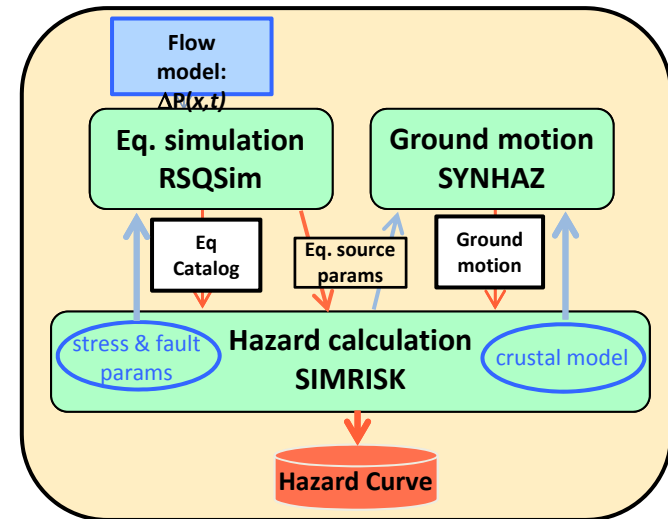 Flow
model:
ΔP(x,t)
Eq. simulation
RSQSim
Ground motion
SYNHAZ
Eq
Catalog
Eq. source
params
Ground
motion
stress & fault
params
Hazard calculation
SIMRISK
crustal model
Hazard Curve